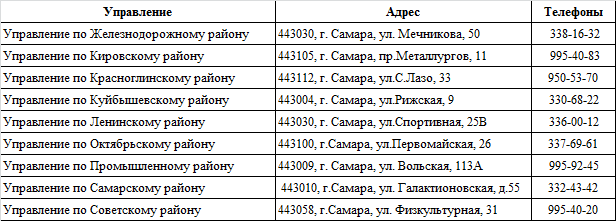 Управление Адрес Телефоны
Управление по Железнодорожному району 443030, г. Самара, ул. Мечникова, 50 338-16-32
Управление по Кировскому району 443105, г. Самара, пр.Металлургов, 11 995-40-83
Управление по Красноглинскому району 443112, г. Самара, ул.С.Лазо, 33 950-53-70
Управление по Куйбышевскому району 443004, г. Самара, ул.Рижская, 9 330-68-22
Управление по Ленинскому району 443030, г. Самара, ул.Спортивная, 25В 336-00-12
Управление по Октябрьскому району 443100, г.Самара, ул.Первомайская, 26 337-69-61
Управление по Промышленному району 443009, г. Самара, ул. Вольская, 113А 995-92-45
Управление по Самарскому району 443010, г.Самара, ул. Галактионовская, д.55 332-43-42
Управление по Советскому району 443058, г.Самара, ул. Физкультурная, 31 995-40-20